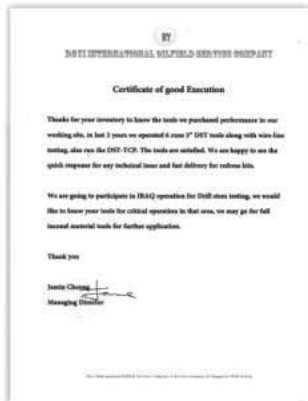 BY
INTERNATIONAL OILFIELD SERVICE COMPANY
Certificate of good Execution
Thanks for your inventory to know the tools we purchased performance in our
working site, in last 2 years we operated 6 runs 5" DST tools along with wire-line
testing, also run the DST-TCP. The tools are satisfied. We are happy to see the
quick response for any technical issue and fast delivery for redress kits.
We are going to participate in IRAQ operation for Drill stem testing, we would
like to know your tools for critical operation in that area, we may go for full
inconel material tools for further application.
Thank you
Jamin
Managing Director